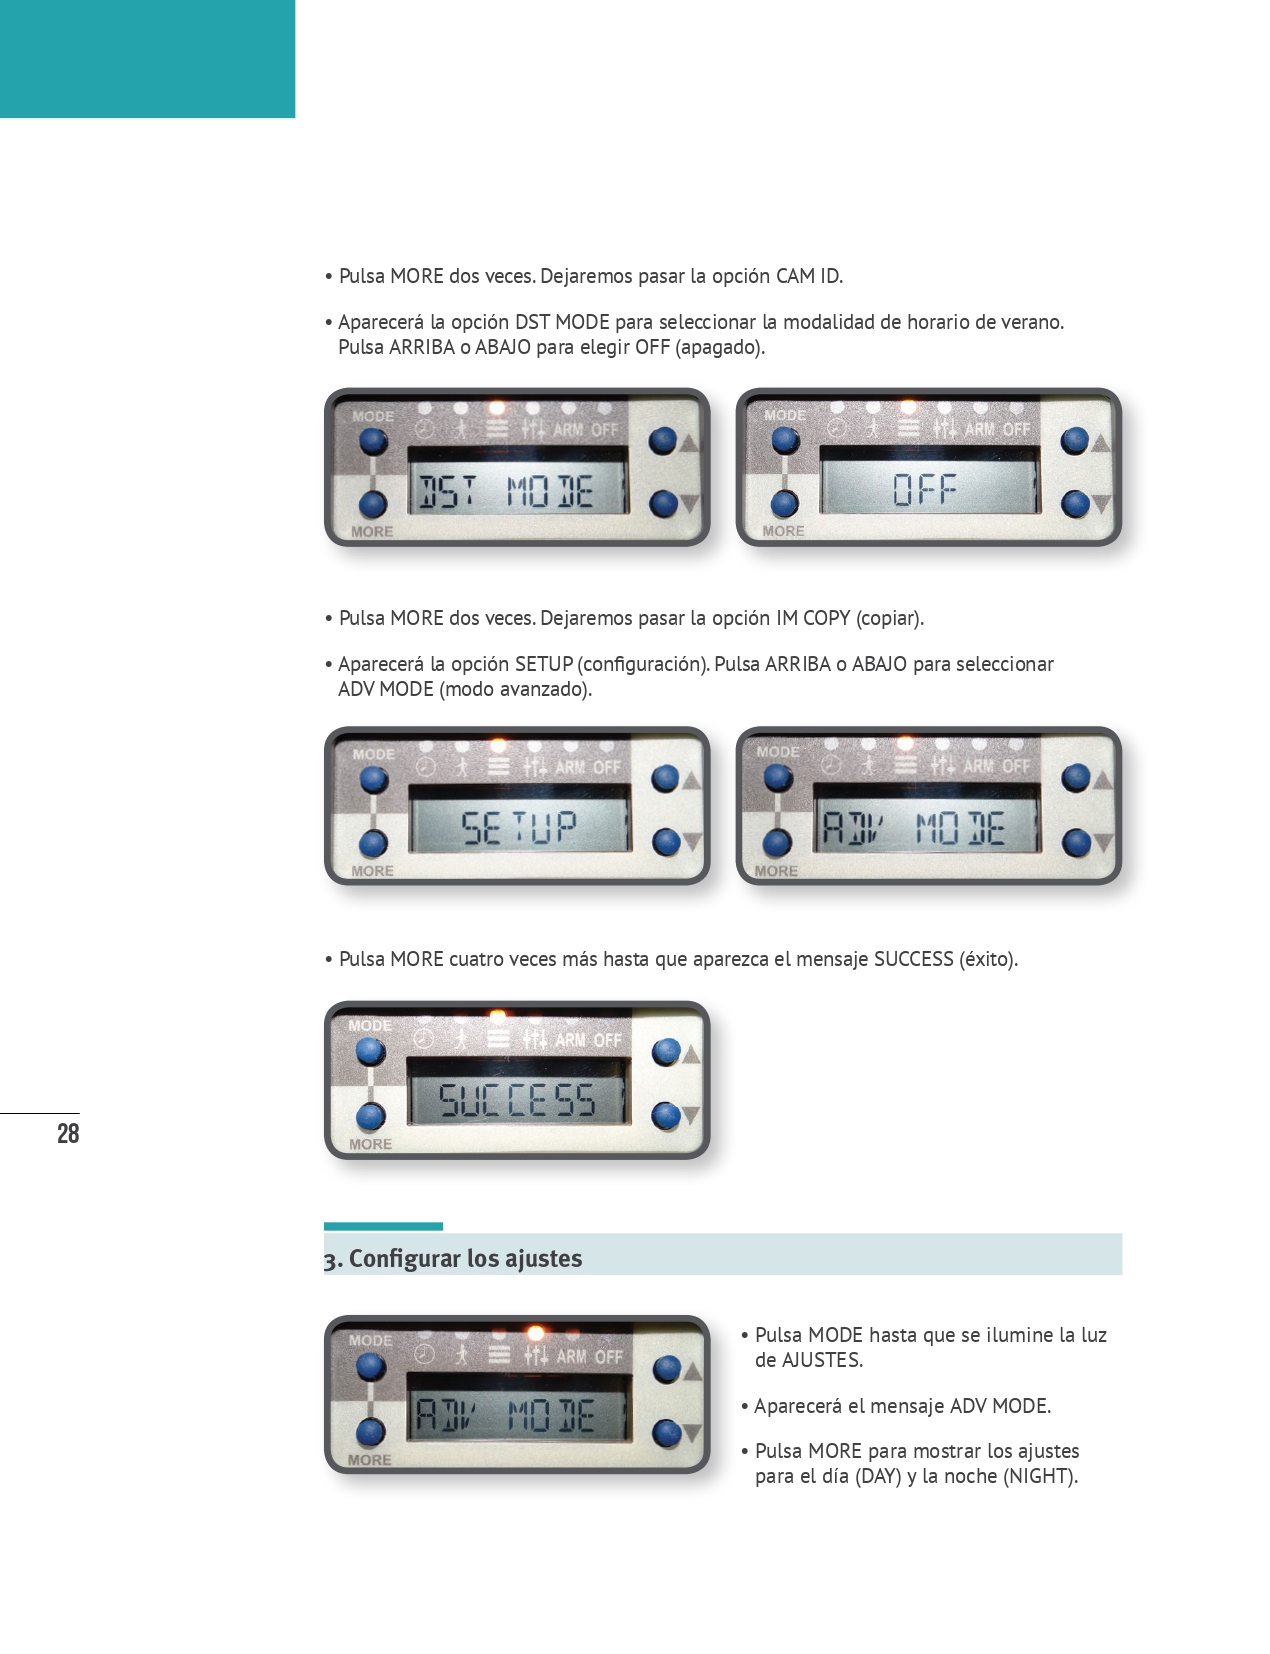 • Pulsa MORE dos veces. Dejaremos pasar la opción CAM ID.
• Aparecerá la opción DST MODE para seleccionar la modalidad de horario de verano.
Pulsa ARRIBA o ABAJO para elegir OFF (apagado).
MODE
ARM OFF
DST MODE
MORE
MODE
ARM OFF
OFF
MORE
• Pulsa MORE dos veces. Dejaremos pasar la opción IM COPY (copiar).
• Aparecerá la opción SETUP (configuración). Pulsa ARRIBA o ABAJO para seleccionar
ADV MODE (modo avanzado).
MODE
ARM OFF
SETUP
MORE
MODE
ARM OFF
ADV MODE
MORE
• Pulsa MORE cuatro veces más hasta que aparezca el mensaje SUCCESS (éxito).
MODE
ARM OFF
SUCCESS
MORE
28
3. Configurar los ajustes
MODE
ARM OFF
ADV MODE
MORE
• Pulsa MODE hasta que se ilumine la luz
de AJUSTES.
• Aparecerá el mensaje ADV MODE.
• Pulsa MORE para mostrar los ajustes
para el día (DAY) y la noche (NIGHT).